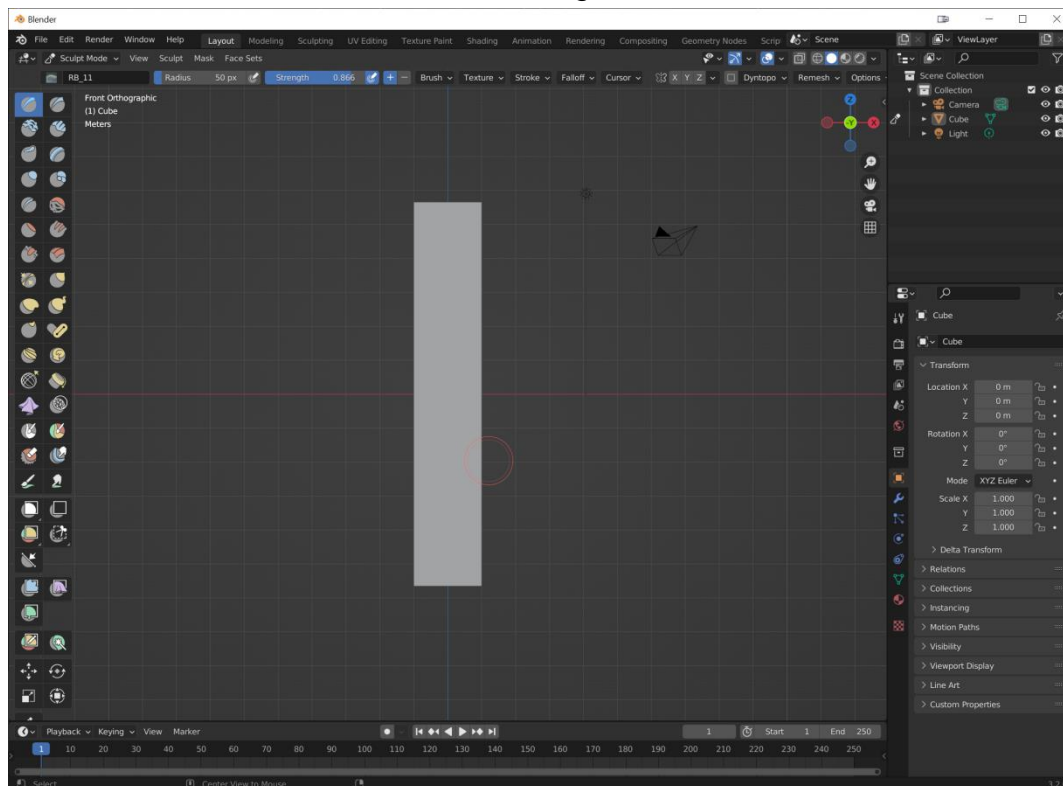 Blender
File Edit Render Window Help Layout Modeling Sculpting UV Editing Texture Paint Shading Animation Rendering Compositing Geometry Nodes Scrip Scene ViewLayer
Sculpt Mode View Sculpt Mask Face Sets
RB_11 Radius 50 px Strength 0.866 Brush Texture Stroke Falloff Cursor X Y Z Dyntopo Remesh Options
Front Orthographic
(1) Cube
Meters
Z
-Y
X
Scene Collection
Collection
Camera
Cube
Light
Cube
Cube
Transform
Location X 0 m
Y 0 m
Z 0 m
Rotation X 0°
Y 0°
Z 0°
Mode XYZ Euler
Scale X 1.000
Y 1.000
Z 1.000
Delta Transform
Relations
Collections
Instancing
Motion Paths
Visibility
Viewport Display
Line Art
Custom Properties
Playback Keying View Marker 1 Start 1 End 250
1 10 20 30 40 50 60 70 80 90 100 110 120 130 140 150 160 170 180 190 200 210 220 230 240 250
Select Center View to Mouse